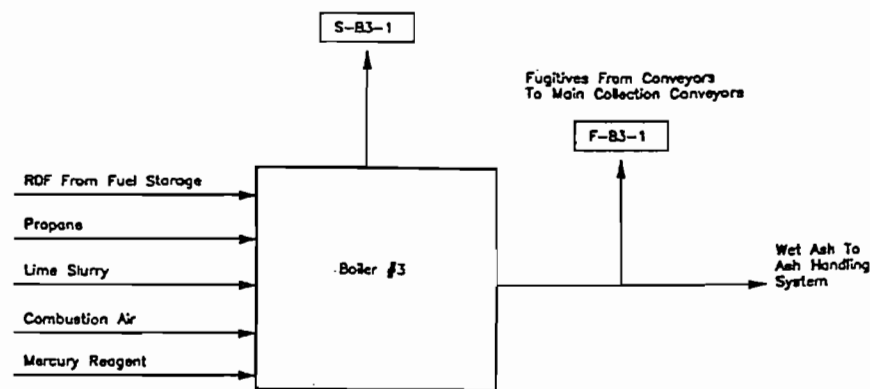 S-B3-1
Fugitives From Conveyors
To Main Collection Conveyors
F-B3-1
RDF From Fuel Storage
Propane
Lime Slurry
Combustion Air
Mercury Reagent
Boiler #3
Wet Ash To
Ash Handling
System